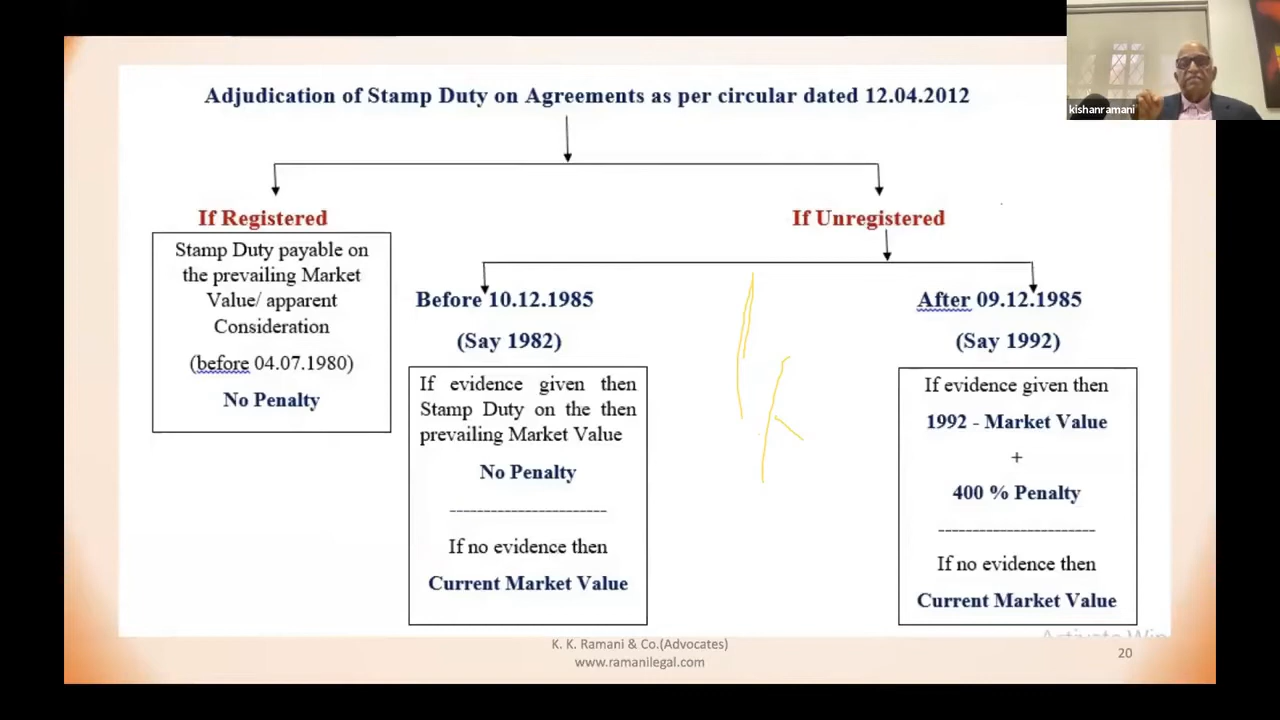 kishanramani
Adjudication of Stamp Duty on Agreements as per circular dated 12.04.2012
If Registered
Stamp Duty payable on
the prevailing Market
Value/ apparent
Consideration
(before 04.07.1980)
No Penalty
If Unregistered
Before 10.12.1985
(Say 1982)
If evidence given then
Stamp Duty on the then
prevailing Market Value
No Penalty
-----------------------
If no evidence then
Current Market Value
After 09.12.1985
(Say 1992)
If evidence given then
1992 - Market Value
+
400 % Penalty
-----------------------
If no evidence then
Current Market Value
K. K. Ramani & Co.(Advocates)
www.ramanilegal.com
20